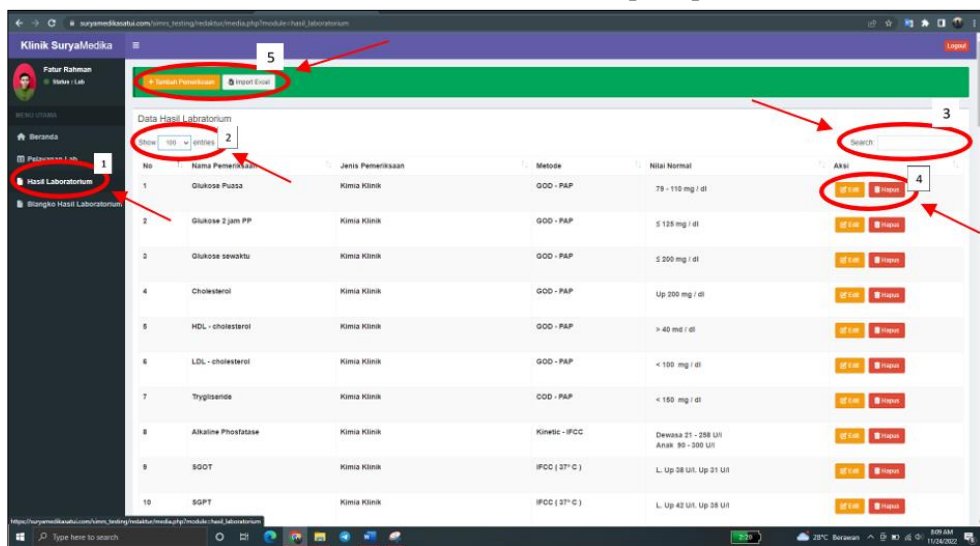 suryamedikasatui.com/simrs_testing/redaktur/media.php?module=hasil_laboratorium
Klinik SuryaMedika
Logout
Fatur Rahman
Status : Lab
MENU UTAMA
Beranda
Pelayanan Lab
1
Hasil Laboratorium
Blangko Hasil Laboratorium
5
+ Tambah Pemeriksaan Import Excel
Data Hasil Labratorium
3
Show 100 entries 2
Search:
No Nama Pemeriksaan Jenis Pemeriksaan Metode Nilai Normal Aksi
4
1 Glukose Puasa Kimia Klinik GOD - PAP 79 - 110 mg / dl Edit Hapus
2 Glukose 2 jam PP Kimia Klinik GOD - PAP ≤ 125 mg / dl Edit Hapus
3 Glukose sewaktu Kimia Klinik GOD - PAP ≤ 200 mg / dl Edit Hapus
4 Cholesterol Kimia Klinik GOD - PAP Up 200 mg / dl Edit Hapus
5 HDL - cholesterol Kimia Klinik GOD - PAP > 40 md / dl Edit Hapus
6 LDL - cholesterol Kimia Klinik GOD - PAP < 100 mg / dl Edit Hapus
7 Tryglisende Kimia Klinik COD - PAP < 150 mg / dl Edit Hapus
8 Alkaline Phosfatase Kimia Klinik Kinetic - IFCC Dewasa 21 - 258 U/l Edit Hapus
Anak 90 - 300 U/l
9 SGOT Kimia Klinik IFCC ( 37° C ) L. Up 38 U/l. Up 31 U/l Edit Hapus
10 SGPT Kimia Klinik IFCC ( 37° C ) L. Up 42 U/l. Up 35 U/l Edit Hapus
https://suryamedikasatui.com/simrs_testing/redaktur/media.php?module=hasil_laboratorium
Type here to search
2:20
28°C Berawan
8:09 AM
11/24/2022